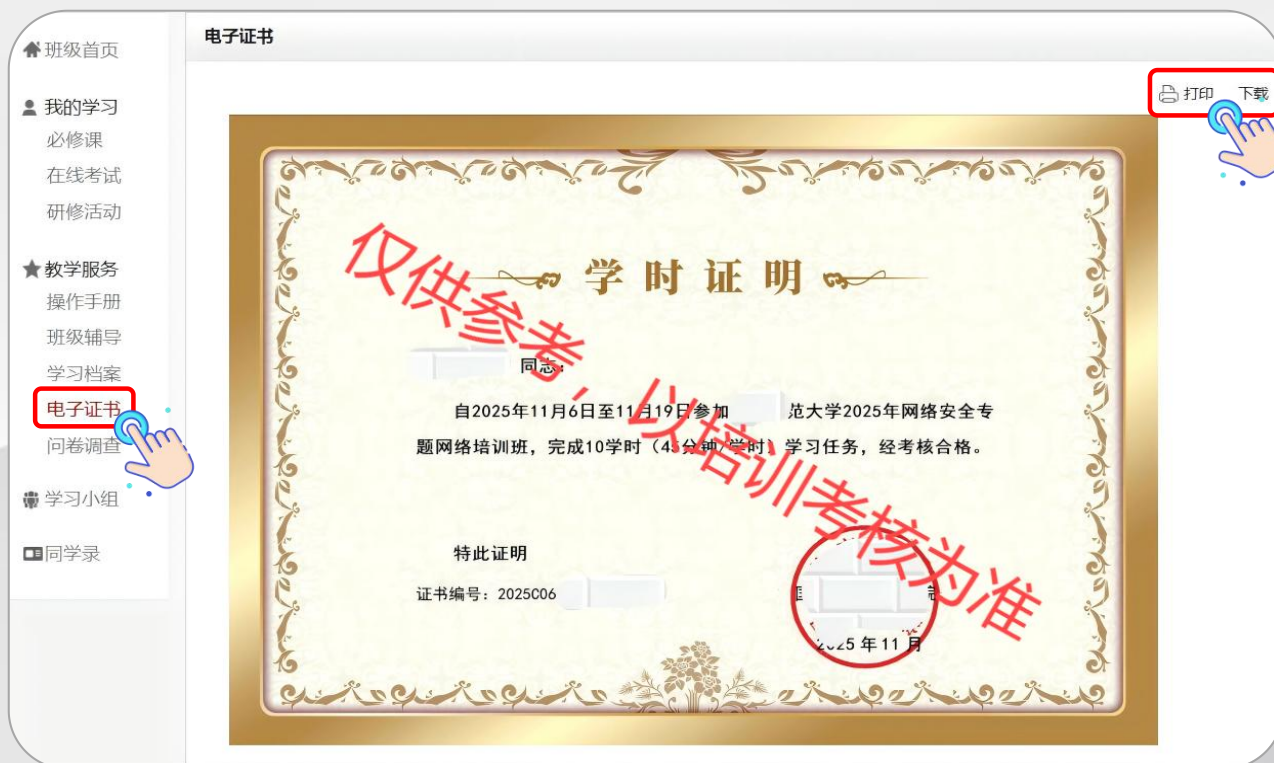 班级首页
我的学习
必修课
在线考试
研修活动
教学服务
操作手册
班级辅导
学习档案
电子证书
问卷调查
学习小组
同学录
电子证书
打印 下载
学时证明
同志:
自2025年11月6日至11月19日参加 范大学2025年网络安全专
题网络培训班,完成10学时(45分钟/学时)学习任务,经考核合格。
特此证明
证书编号:2025C06
2025年11月
仅供参考,以培训考核为准